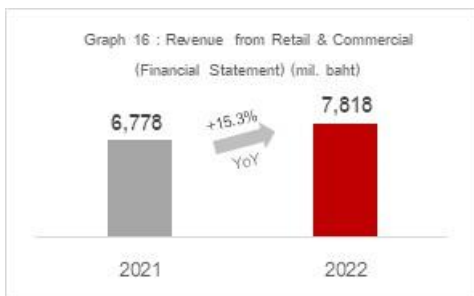 Graph 16 : Revenue from Retail & Commercial
(Financial Statement) (mil. baht)
6,778
+15.3%
YoY
7,818
2021
2022